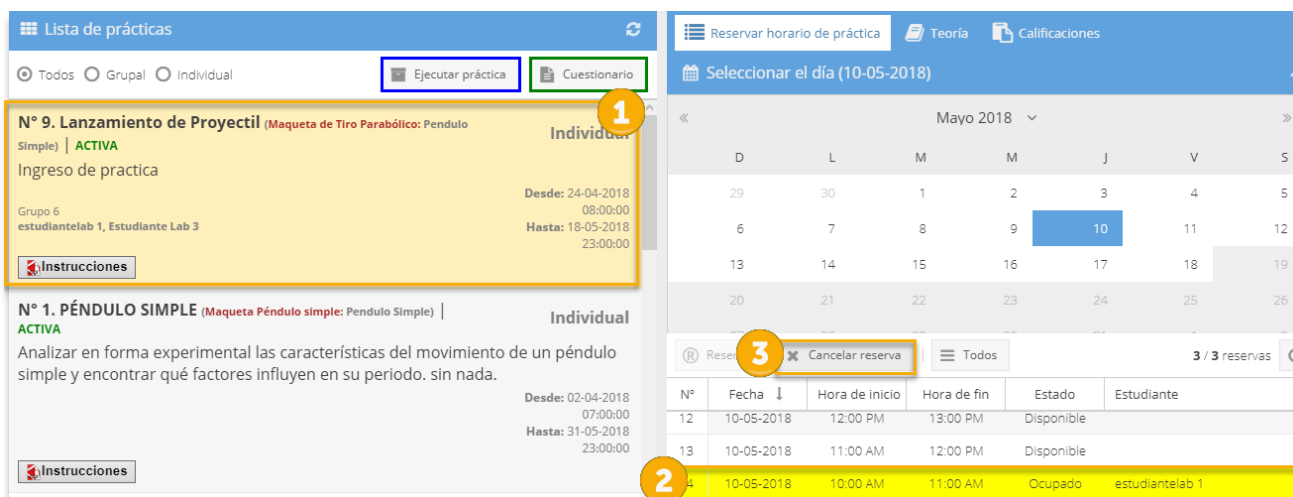 Lista de prácticas
Todos Grupal Individual Ejecutar práctica Cuestionario
1
N° 9. Lanzamiento de Proyectil (Maqueta de Tiro Parabólico: Pendulo
Simple) | ACTIVA
Individual
Ingreso de practica
Desde: 24-04-2018
08:00:00
Hasta: 18-05-2018
23:00:00
Grupo 6
estudiantelab 1, Estudiante Lab 3
Instrucciones
N° 1. PÉNDULO SIMPLE (Maqueta Péndulo simple: Pendulo Simple) |
ACTIVA
Individual
Analizar en forma experimental las características del movimiento de un péndulo
simple y encontrar qué factores influyen en su periodo. sin nada.
Desde: 02-04-2018
07:00:00
Hasta: 31-05-2018
23:00:00
Instrucciones
Reservar horario de práctica Teoría Calificaciones
Seleccionar el día (10-05-2018)
« Mayo 2018 »
D L M M J V S
29 30 1 2 3 4 5
6 7 8 9 10 11 12
13 14 15 16 17 18 19
20 21 22 23 24 25 26
3 Cancelar reserva Todos 3 / 3 reservas
N° Fecha Hora de inicio Hora de fin Estado Estudiante
12 10-05-2018 12:00 PM 13:00 PM Disponible
13 10-05-2018 11:00 AM 12:00 PM Disponible
2 4 10-05-2018 10:00 AM 11:00 AM Ocupado estudiantelab 1